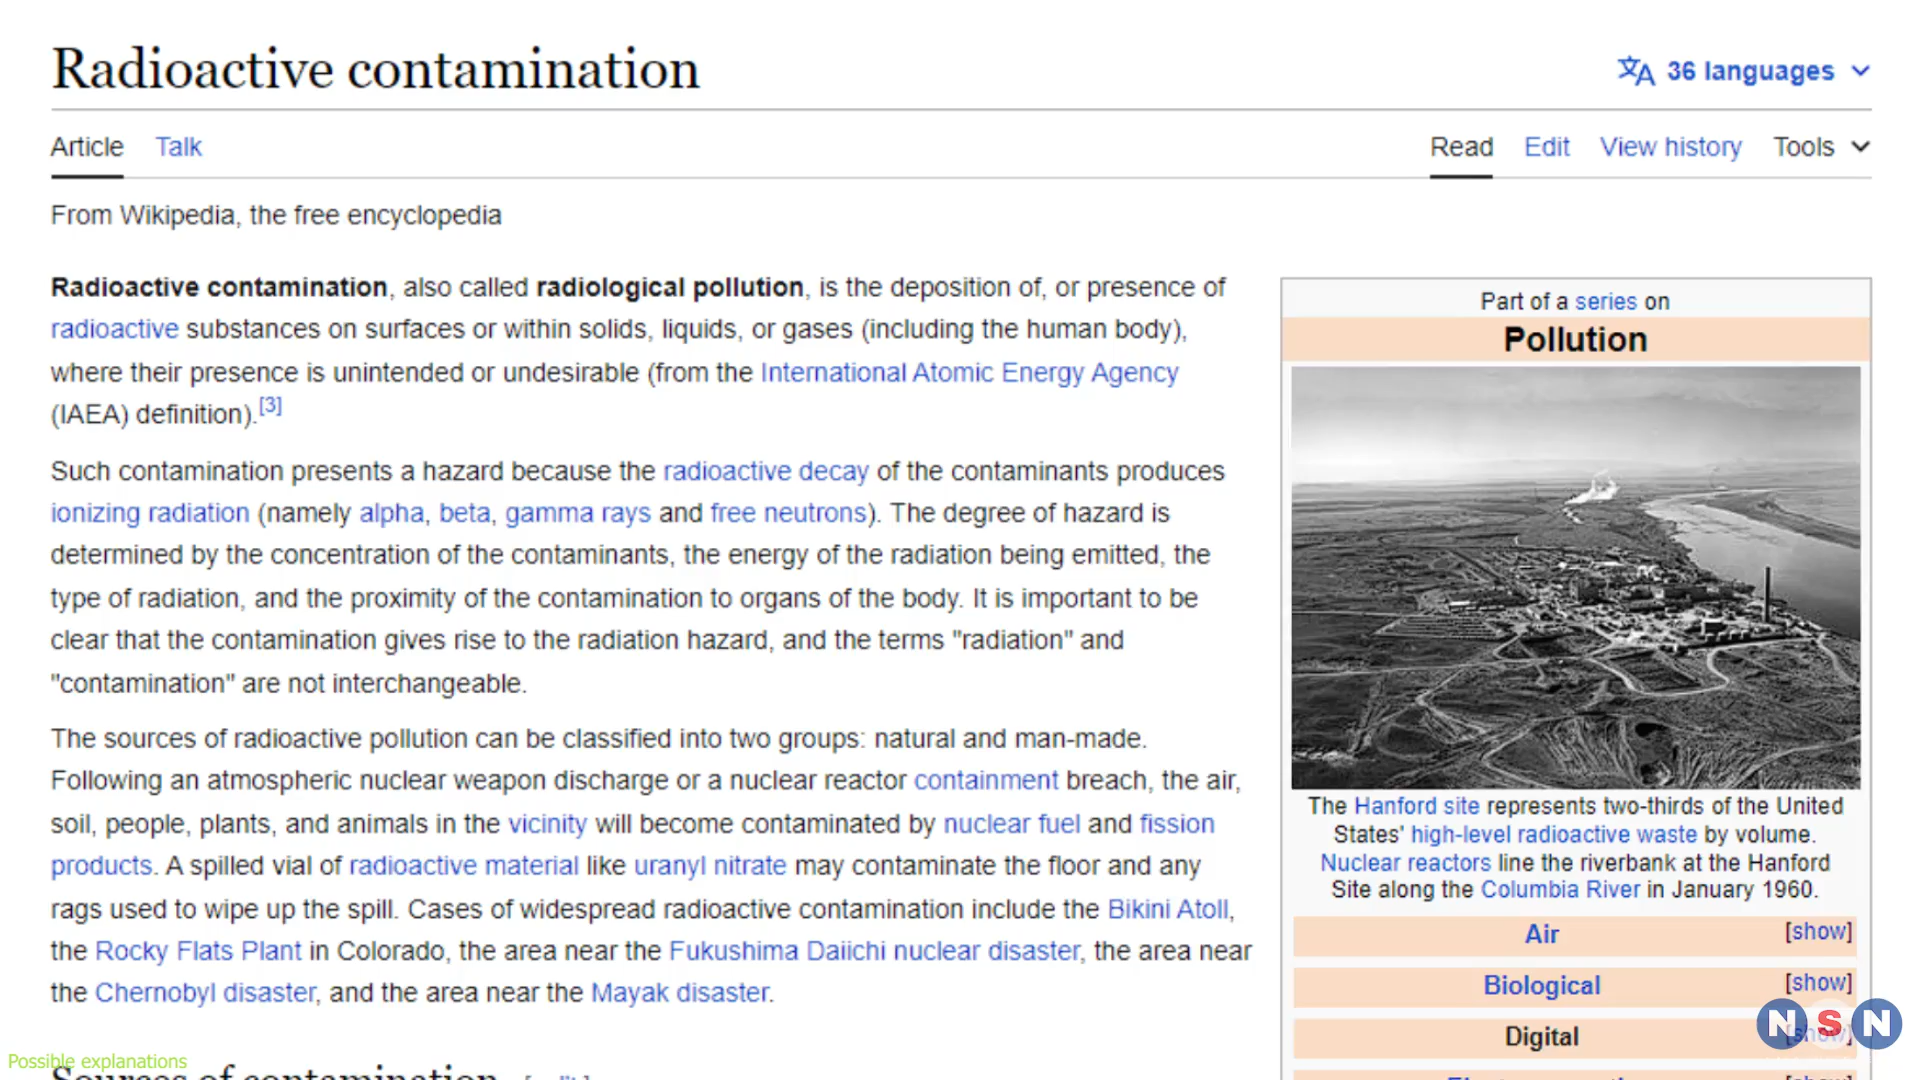 Radioactive contamination
36 languages
Article Talk
Read Edit View history Tools
From Wikipedia, the free encyclopedia
Radioactive contamination, also called radiological pollution, is the deposition of, or presence of
radioactive substances on surfaces or within solids, liquids, or gases (including the human body),
where their presence is unintended or undesirable (from the International Atomic Energy Agency
(IAEA) definition).[3]
Such contamination presents a hazard because the radioactive decay of the contaminants produces
ionizing radiation (namely alpha, beta, gamma rays and free neutrons). The degree of hazard is
determined by the concentration of the contaminants, the energy of the radiation being emitted, the
type of radiation, and the proximity of the contamination to organs of the body. It is important to be
clear that the contamination gives rise to the radiation hazard, and the terms "radiation" and
"contamination" are not interchangeable.
The sources of radioactive pollution can be classified into two groups: natural and man-made.
Following an atmospheric nuclear weapon discharge or a nuclear reactor containment breach, the air,
soil, people, plants, and animals in the vicinity will become contaminated by nuclear fuel and fission
products. A spilled vial of radioactive material like uranyl nitrate may contaminate the floor and any
rags used to wipe up the spill. Cases of widespread radioactive contamination include the Bikini Atoll,
the Rocky Flats Plant in Colorado, the area near the Fukushima Daiichi nuclear disaster, the area near
the Chernobyl disaster, and the area near the Mayak disaster.
Sources of contamination
Possible explanations
Part of a series on
Pollution
The Hanford site represents two-thirds of the United
States' high-level radioactive waste by volume.
Nuclear reactors line the riverbank at the Hanford
Site along the Columbia River in January 1960.
Air [show]
Biological [show]
Digital [show]
NSN